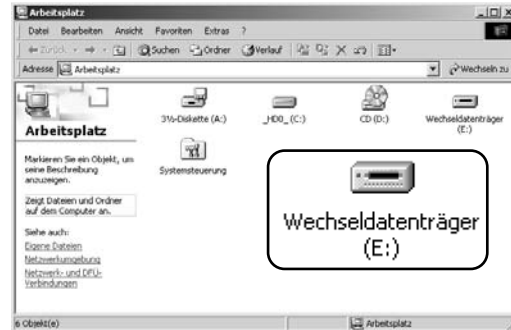 Arbeitsplatz
Datei Bearbeiten Ansicht Favoriten Extras ?
Zurück Suchen Ordner Verlauf
Adresse Arbeitsplatz Wechseln zu
Arbeitsplatz
Markieren Sie ein Objekt, um
seine Beschreibung
anzuzeigen.
Zeigt Dateien und Ordner
auf dem Computer an.
Siehe auch:
Eigene Dateien
Netzwerkumgebung
Netzwerk- und DFÜ-
Verbindungen
3½-Diskette (A:)
_HD0_ (C:)
CD (D:)
Wechseldatenträger
(E:)
Systemsteuerung
Wechseldatenträger
(E:)
6 Objekt(e)
Arbeitsplatz